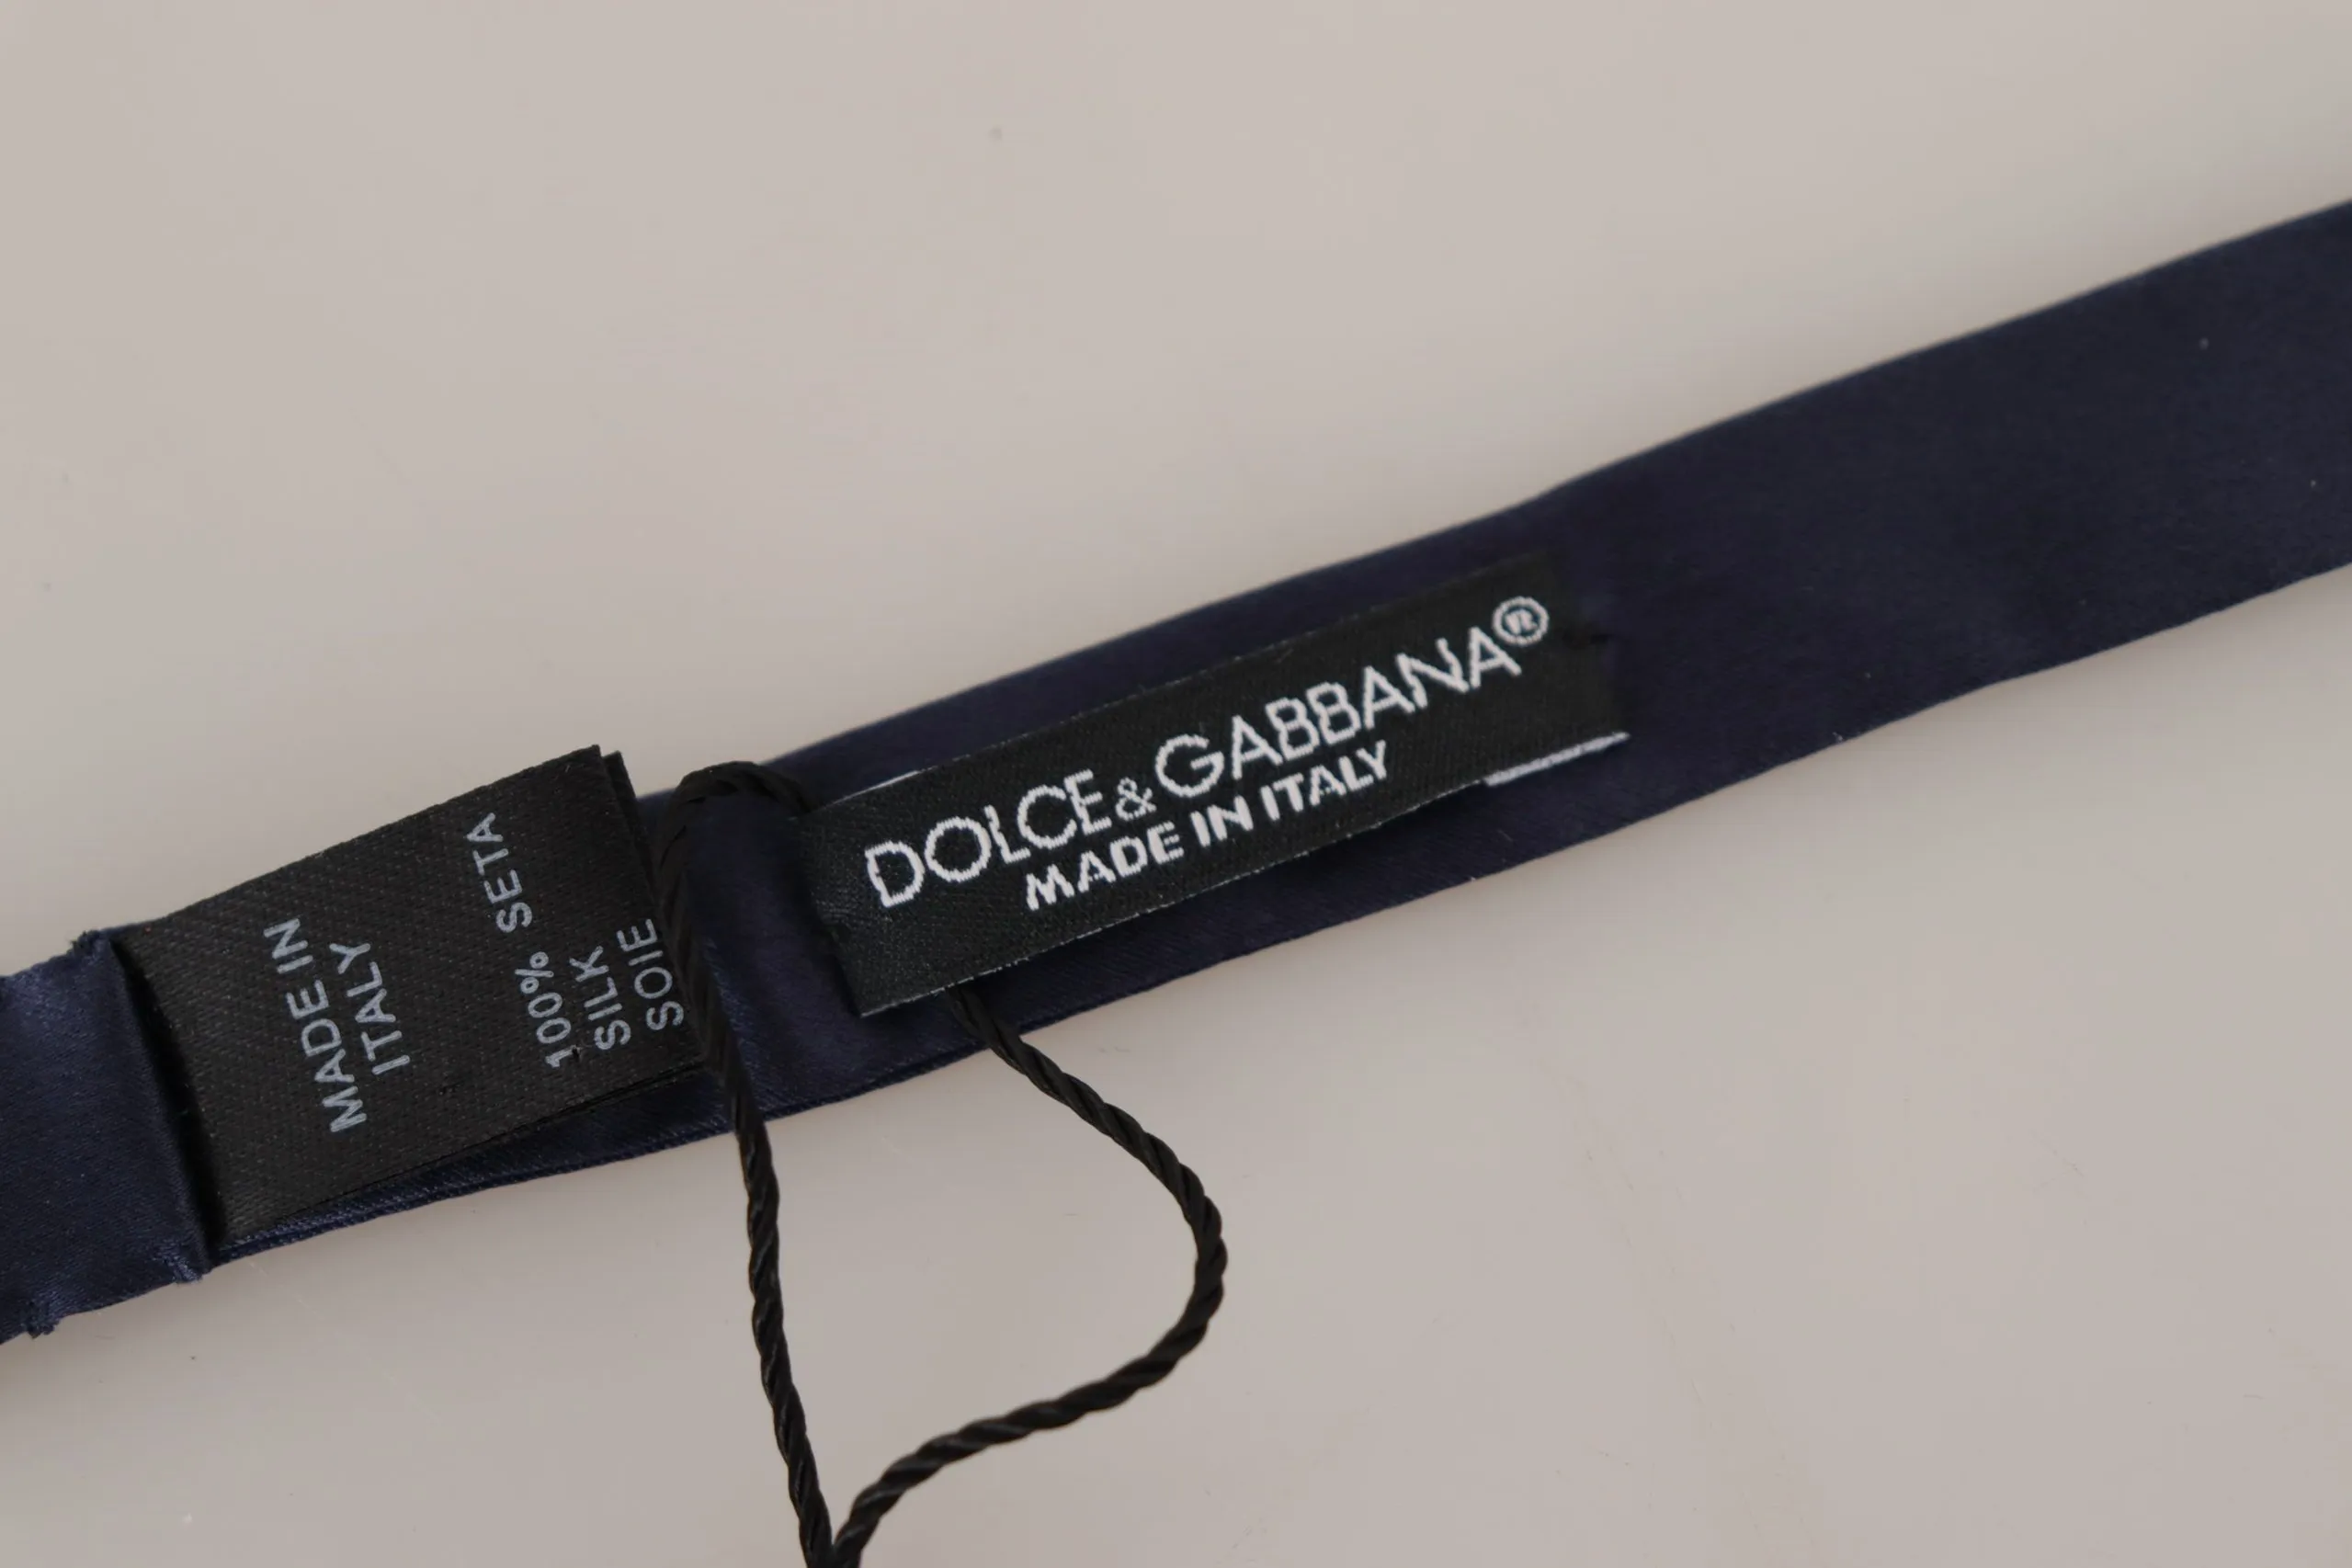 DOLCE & GABBANA®
MADE IN ITALY
MADE IN
ITALY
100% SETA
SILK
SOIE